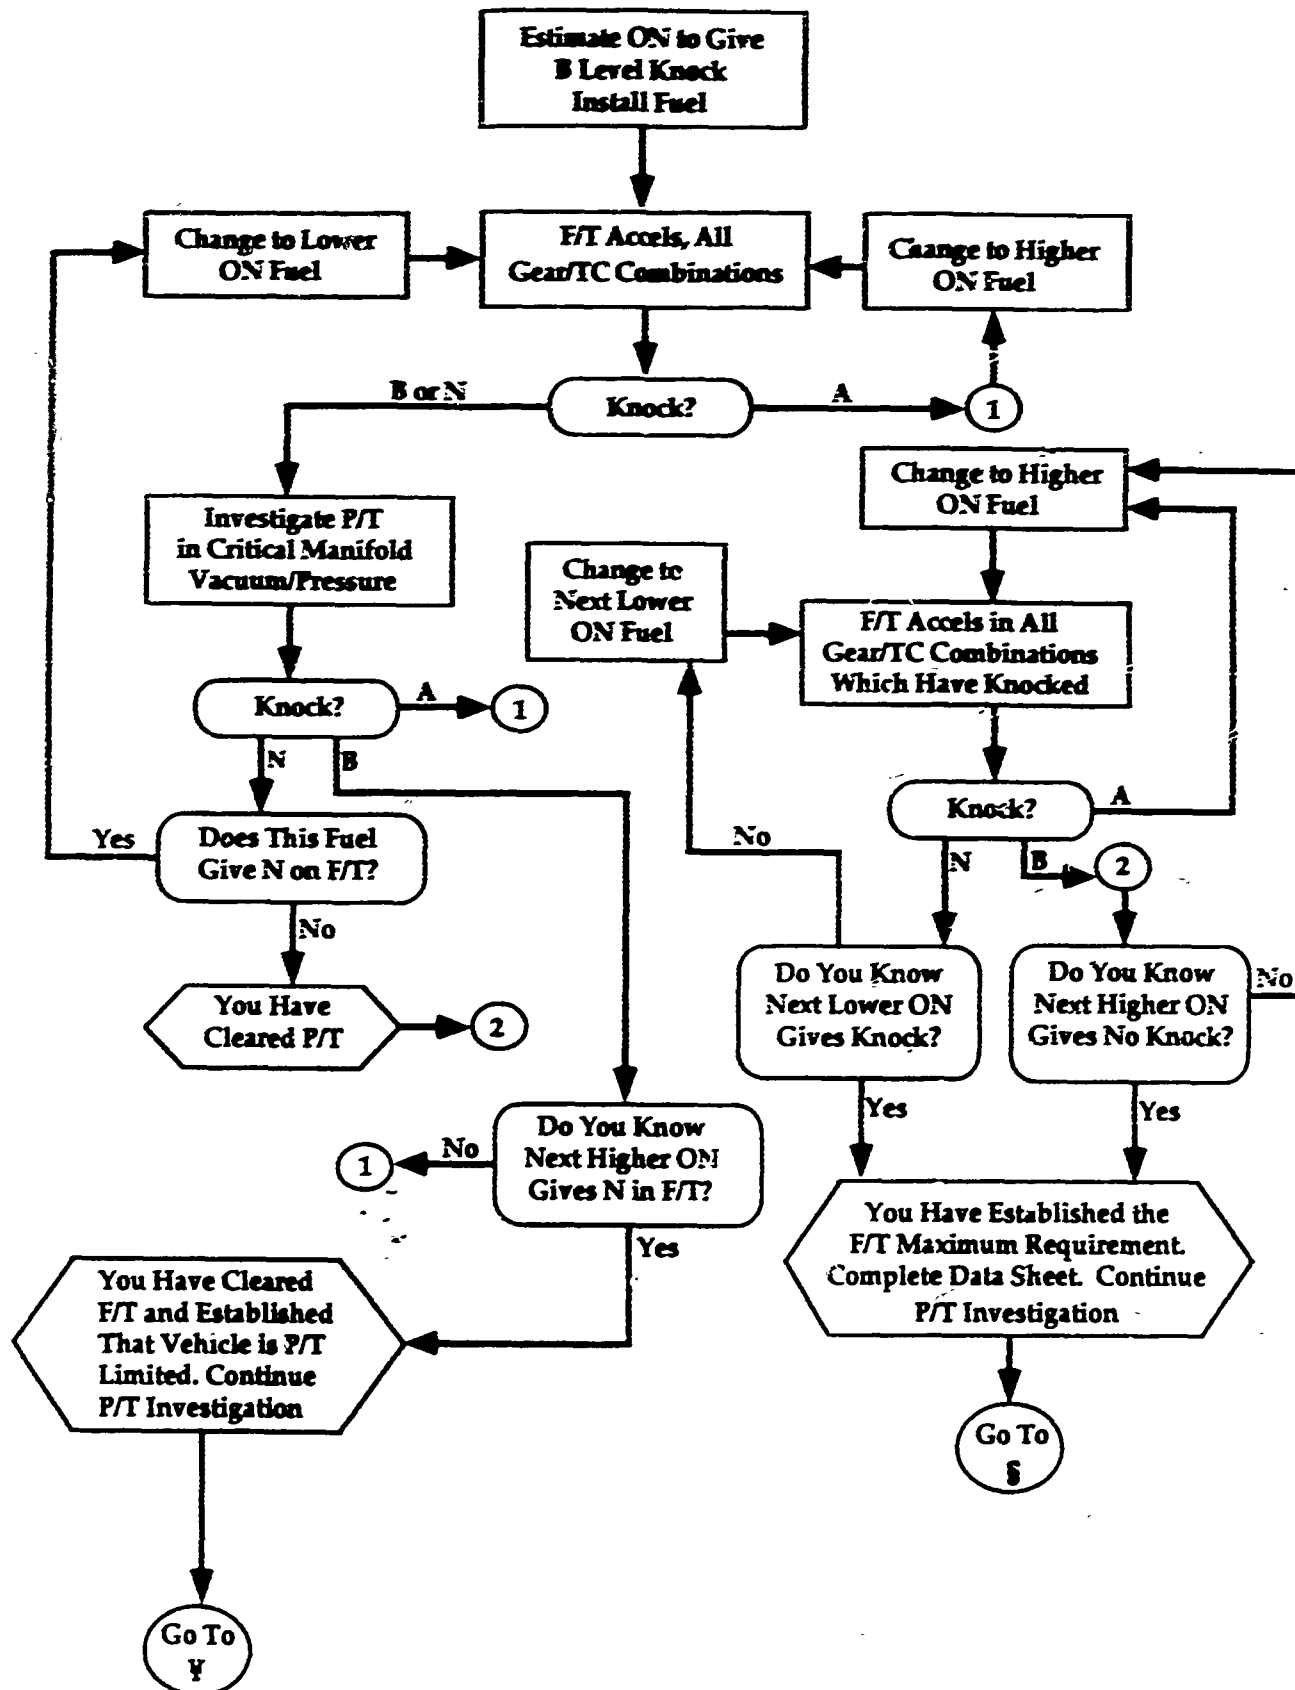 Estimate ON to Give
B Level Knock
Install Fuel
Change to Lower
ON Fuel
F/T Accels, All
Gear/TC Combinations
Change to Higher
ON Fuel
B or N
Knock?
A
1
Change to Higher
ON Fuel
Investigate P/T
in Critical Manifold
Vacuum/Pressure
Change to
Next Lower
ON Fuel
F/T Accels in All
Gear/TC Combinations
Which Have Knocked
Knock?
A
1
N
B
Knock?
A
Yes
Does This Fuel
Give N on F/T?
No
N
B
2
No
You Have
Cleared P/T
2
Do You Know
Next Lower ON
Gives Knock?
Do You Know
Next Higher ON
Gives No Knock?
No
Yes
Yes
1
No
Do You Know
Next Higher ON
Gives N in F/T?
Yes
You Have Established the
F/T Maximum Requirement.
Complete Data Sheet. Continue
P/T Investigation
You Have Cleared
F/T and Established
That Vehicle is P/T
Limited. Continue
P/T Investigation
Go To
§
Go To
¥